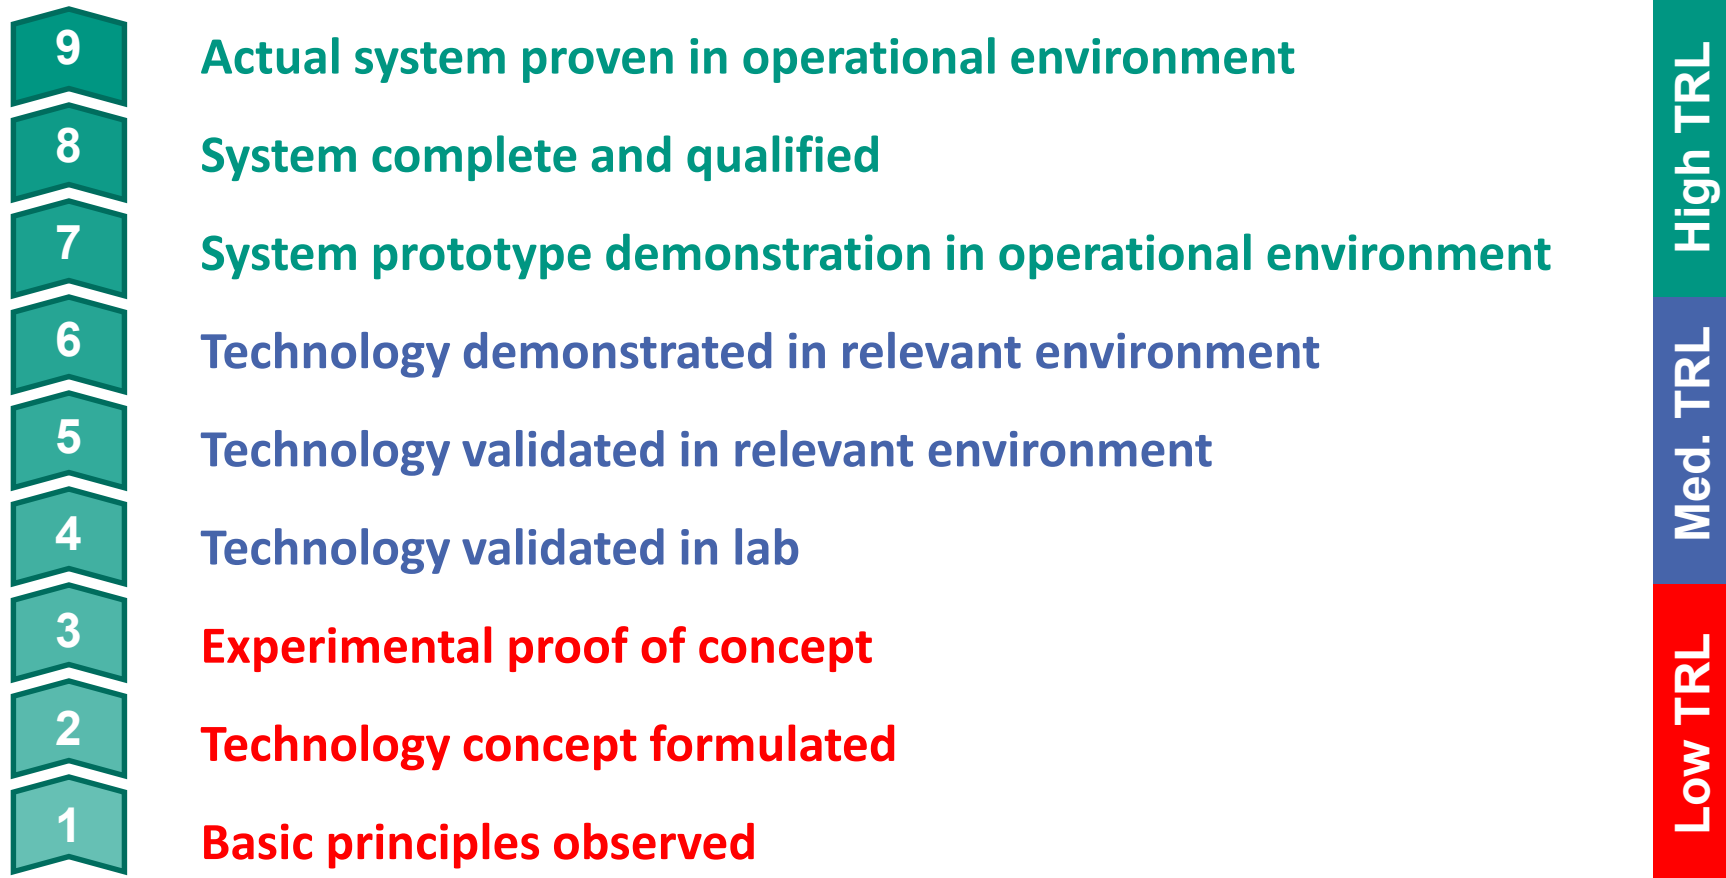 9 Actual system proven in operational environment
8 System complete and qualified
7 System prototype demonstration in operational environment
6 Technology demonstrated in relevant environment
5 Technology validated in relevant environment
4 Technology validated in lab
3 Experimental proof of concept
2 Technology concept formulated
1 Basic principles observed
High TRL
Med. TRL
Low TRL